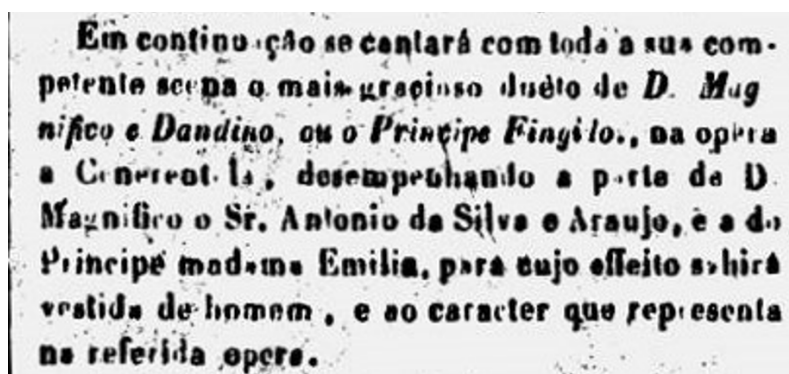 Em continuação se cantará com toda a sua com-
petente scena o mais gracioso duéto de D. Mag
nifico e Dandino, ou o Principe Fingido., na opera
a Cenerentola, desempenhando a parte de D.
Magnifico o Sr. Antonio da Silva e Araujo, e a do
Principe madama Emilia, para cujo effeito sahirá
vestida de homem, e ao caracter que representa
na referida opera.